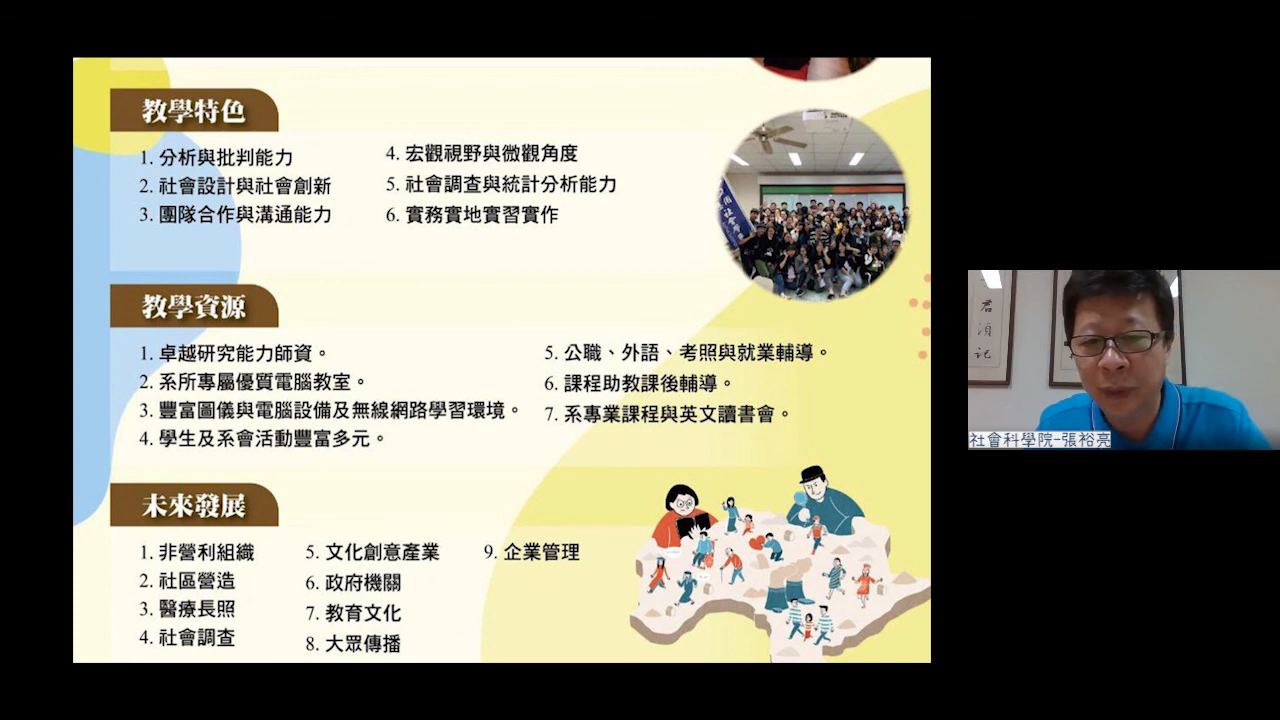 教學特色
1. 分析與批判能力
2. 社會設計與社會創新
3. 團隊合作與溝通能力
4. 宏觀視野與微觀角度
5. 社會調查與統計分析能力
6. 實務實地實習實作
教學資源
1. 卓越研究能力師資。
2. 系所專屬優質電腦教室。
3. 豐富圖儀與電腦設備及無線網路學習環境。
4. 學生及系會活動豐富多元。
5. 公職、外語、考照與就業輔導。
6. 課程助教課後輔導。
7. 系專業課程與英文讀書會。
未來發展
1. 非營利組織
2. 社區營造
3. 醫療長照
4. 社會調查
5. 文化創意產業
6. 政府機關
7. 教育文化
8. 大眾傳播
9. 企業管理
社會科學院-張裕亮